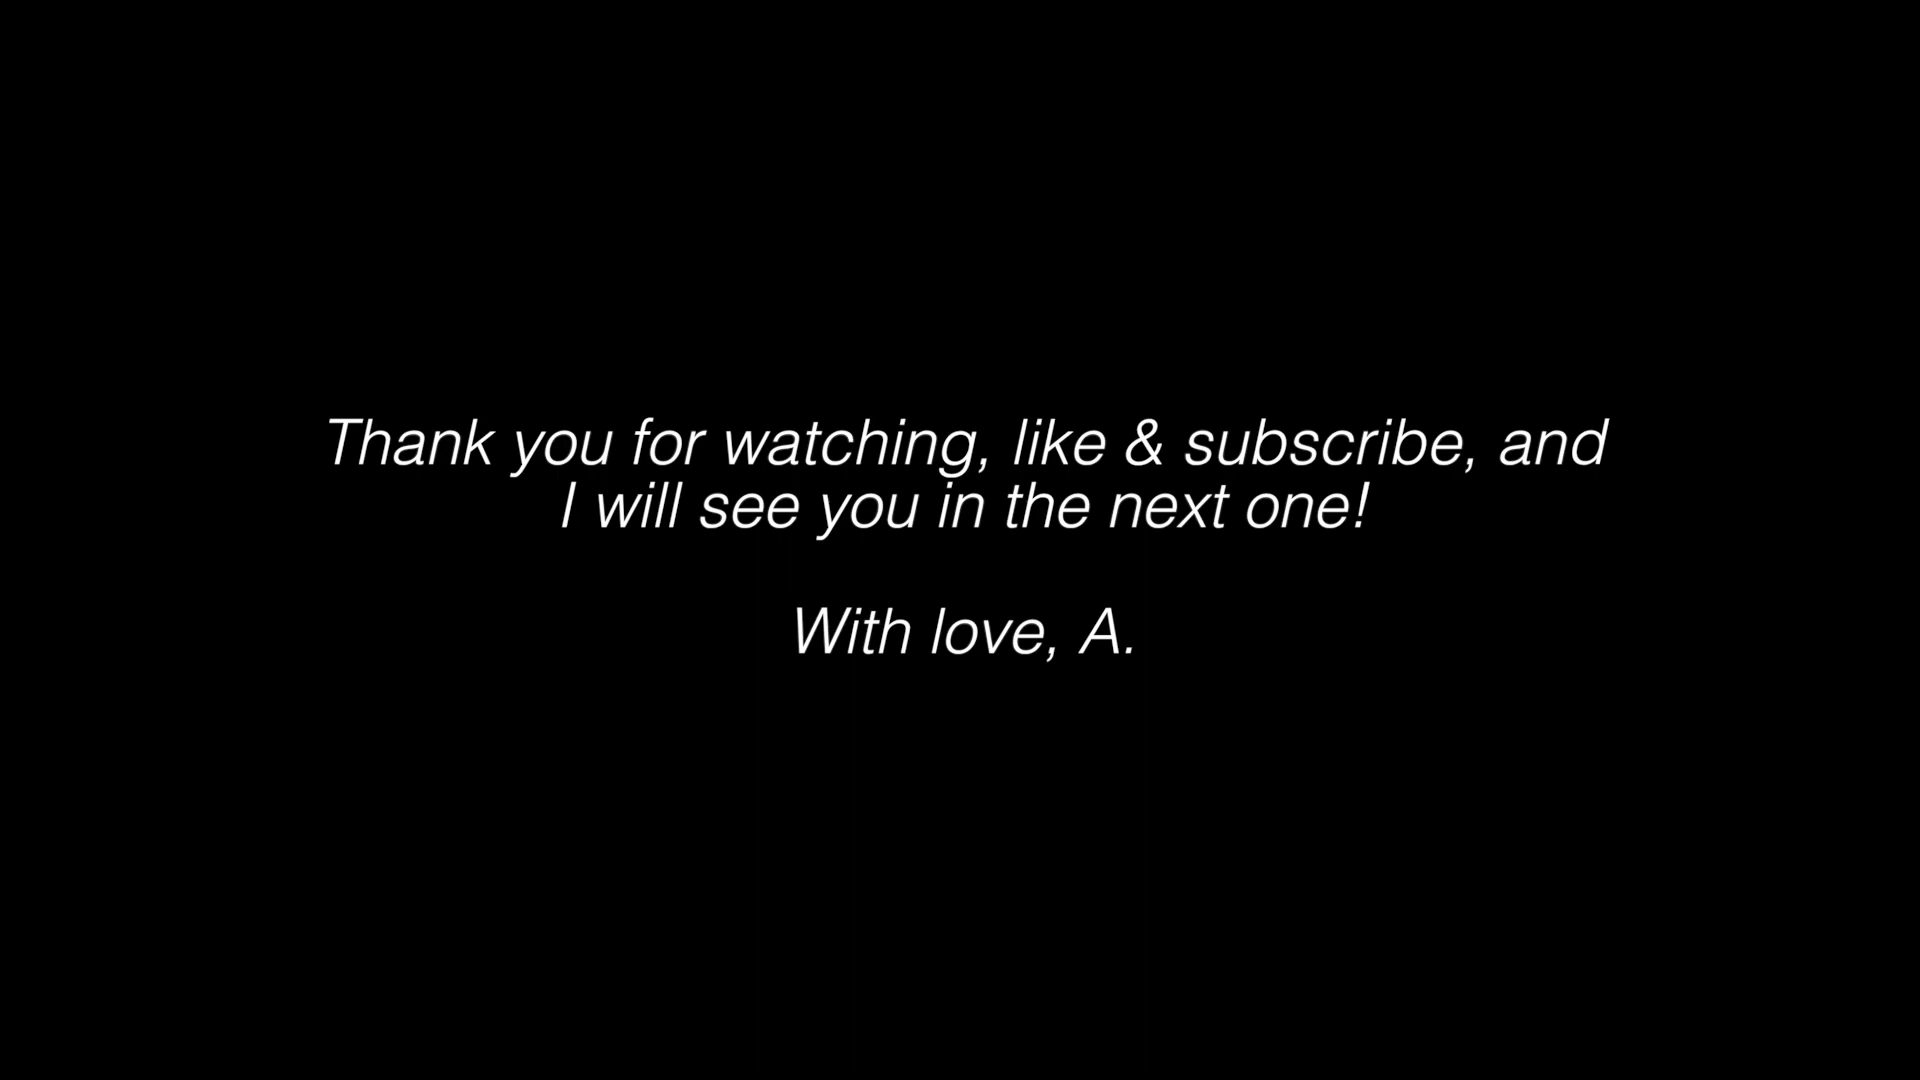 Thank you for watching, like & subscribe, and
I will see you in the next one!
With love, A.